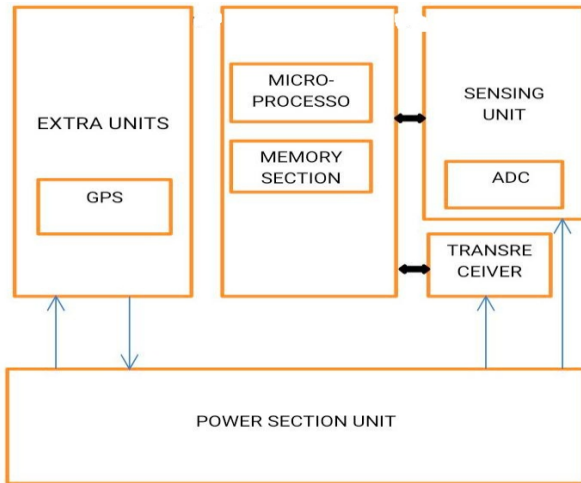 EXTRA UNITS
GPS
MICRO-
PROCESSO
MEMORY
SECTION
SENSING
UNIT
ADC
TRANSRE
CEIVER
POWER SECTION UNIT